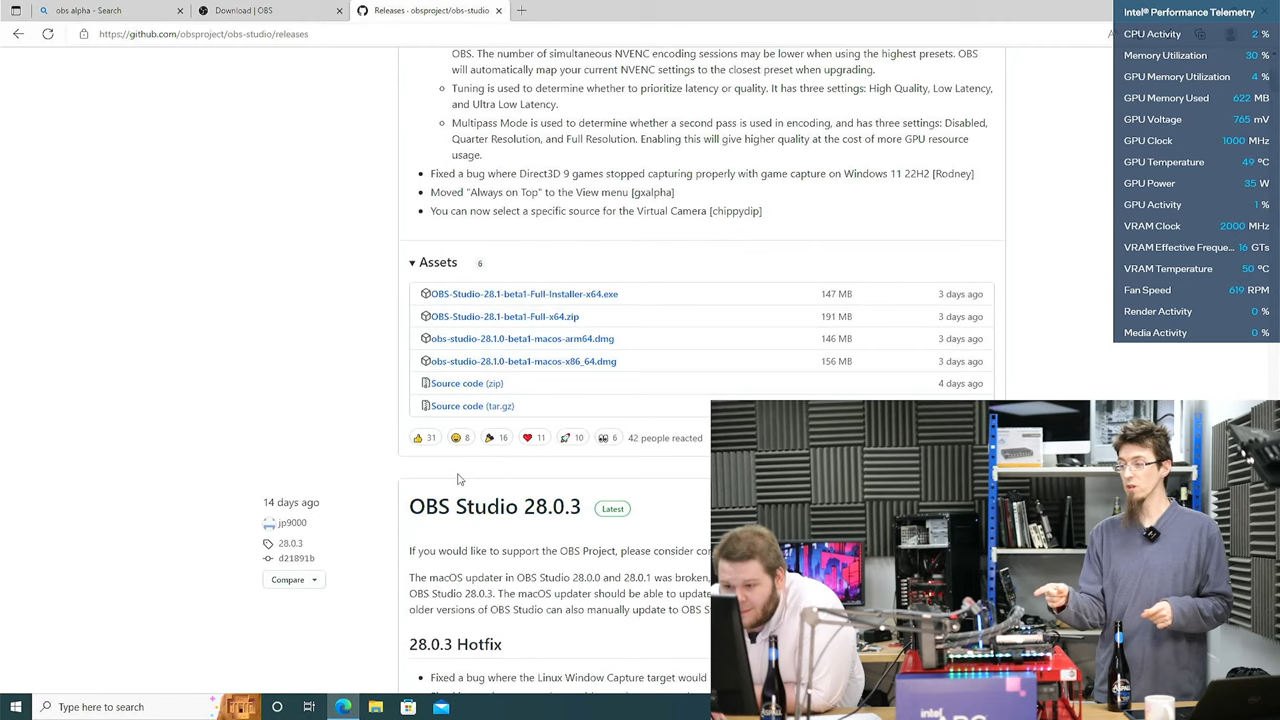 obs alpha - Search
Download | OBS
Releases · obsproject/obs-studio
https://github.com/obsproject/obs-studio/releases
OBS. The number of simultaneous NVENC encoding sessions may be lower when using the highest presets. OBS
will automatically map your current NVENC settings to the closest preset when upgrading.
Tuning is used to determine whether to prioritize latency or quality. It has three settings: High Quality, Low Latency,
and Ultra Low Latency.
Multipass Mode is used to determine whether a second pass is used in encoding, and has three settings: Disabled,
Quarter Resolution, and Full Resolution. Enabling this will give higher quality at the cost of more GPU resource
usage.
Fixed a bug where Direct3D 9 games stopped capturing properly with game capture on Windows 11 22H2 [Rodney]
Moved "Always on Top" to the View menu [gxalpha]
You can now select a specific source for the Virtual Camera [chippydip]
Assets 6
OBS-Studio-28.1-beta1-Full-Installer-x64.exe 147 MB 3 days ago
OBS-Studio-28.1-beta1-Full-x64.zip 191 MB 3 days ago
obs-studio-28.1.0-beta1-macos-arm64.dmg 146 MB 3 days ago
obs-studio-28.1.0-beta1-macos-x86_64.dmg 156 MB 3 days ago
Source code (zip) 4 days ago
Source code (tar.gz)
31 8 16 11 10 6 42 people reacted
14 days ago
jp9000
28.0.3
d21891b
Compare
OBS Studio 28.0.3 Latest
If you would like to support the OBS Project, please consider
The macOS updater in OBS Studio 28.0.0 and 28.0.1 was broken,
OBS Studio 28.0.3. The macOS updater should be able to update
older versions of OBS Studio can also manually update to OBS
28.0.3 Hotfix
Fixed a bug where the Linux Window Capture target would
Intel® Performance Telemetry
CPU Activity 2 %
Memory Utilization 30 %
GPU Memory Utilization 4 %
GPU Memory Used 622 MB
GPU Voltage 765 mV
GPU Clock 1000 MHz
GPU Temperature 49 ºC
GPU Power 35 W
GPU Activity 1 %
VRAM Clock 2000 MHz
VRAM Effective Freque... 16 GTs
VRAM Temperature 50 ºC
Fan Speed 619 RPM
Render Activity 0 %
Media Activity 0 %
intel
ARC
Type here to search